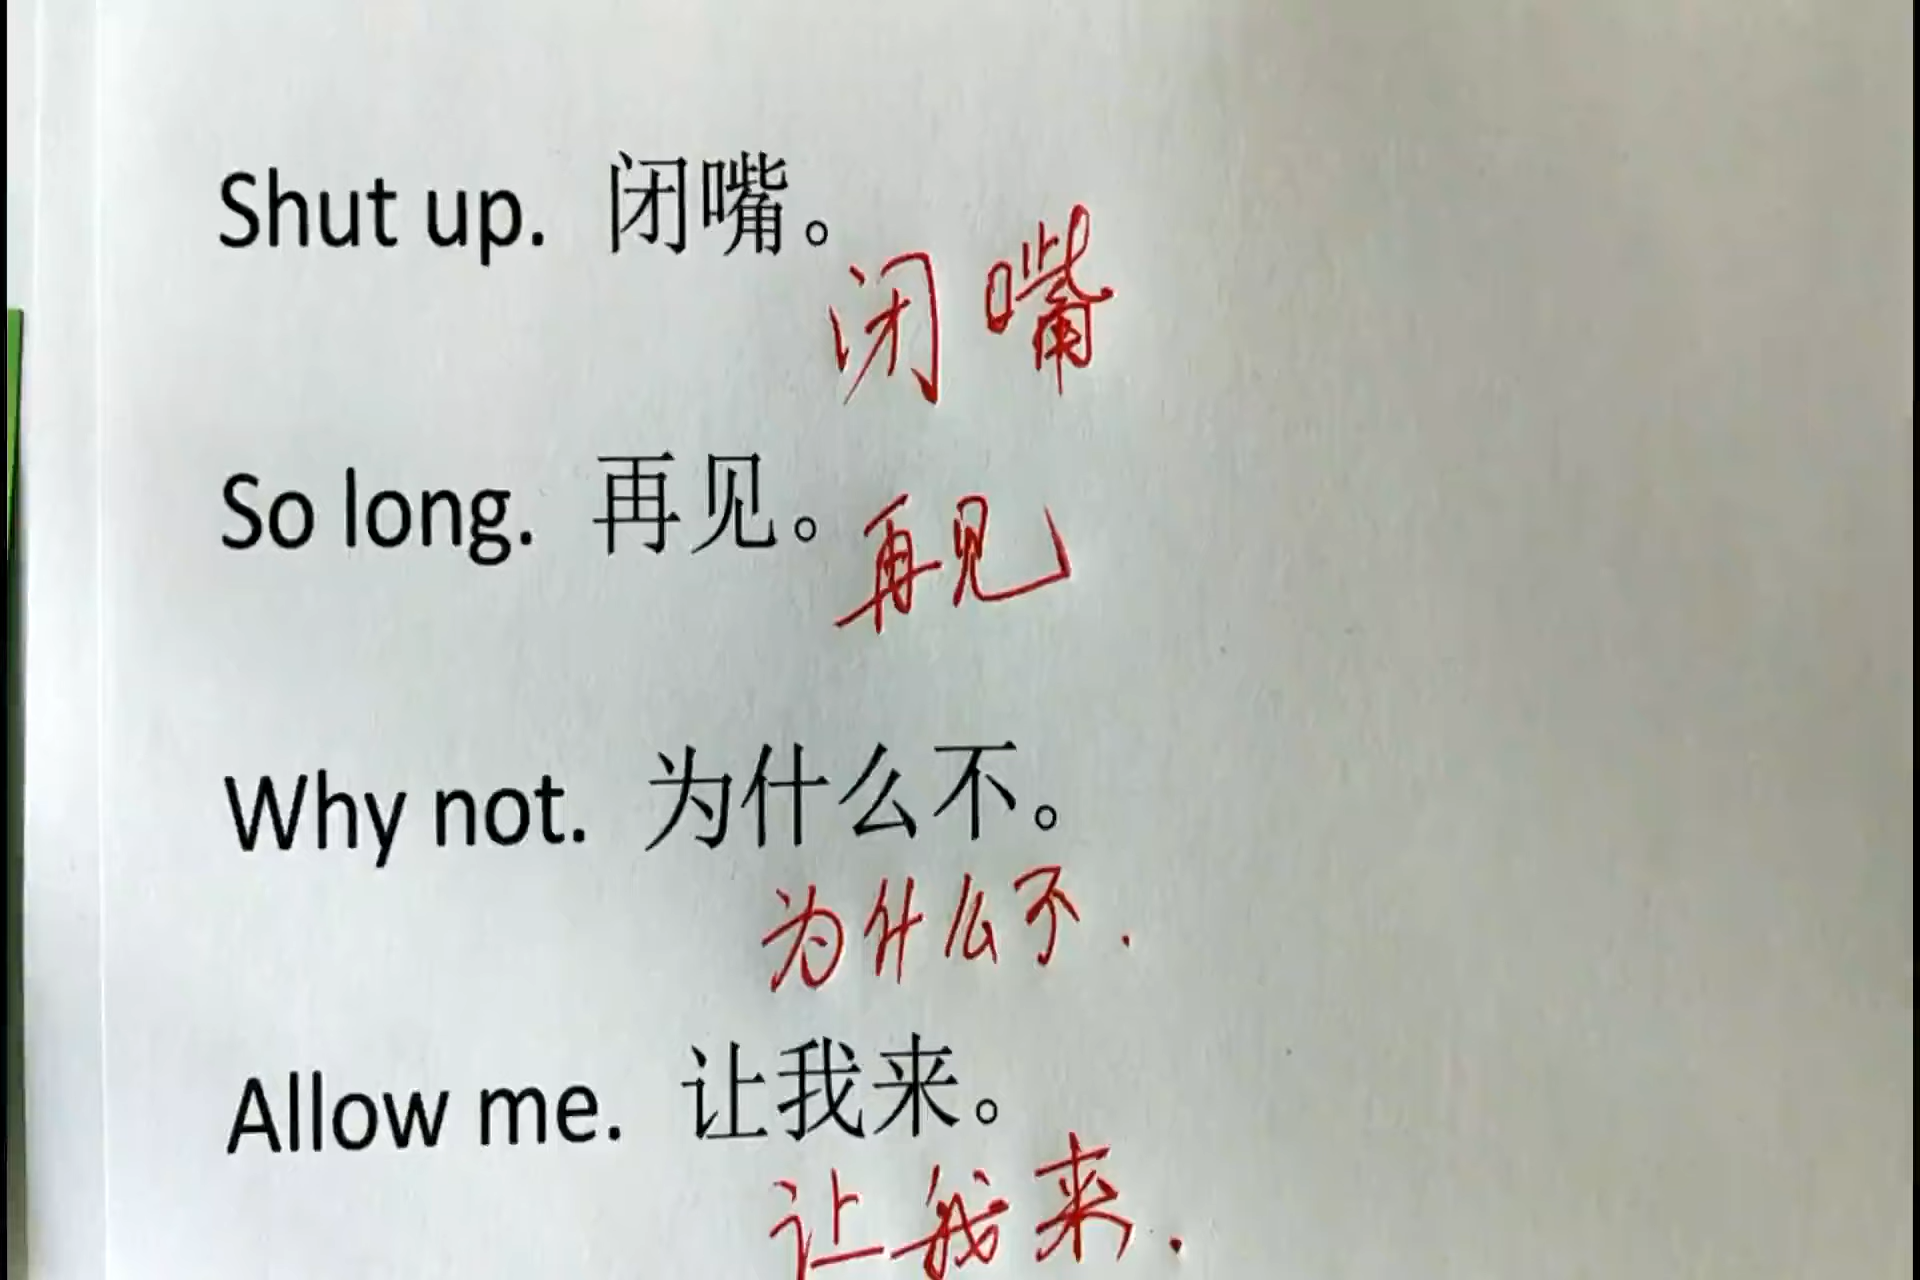 Shut up. 闭嘴。
闭嘴
So long. 再见。
再见
Why not. 为什么不。
为什么不.
Allow me. 让我来。
让我来.